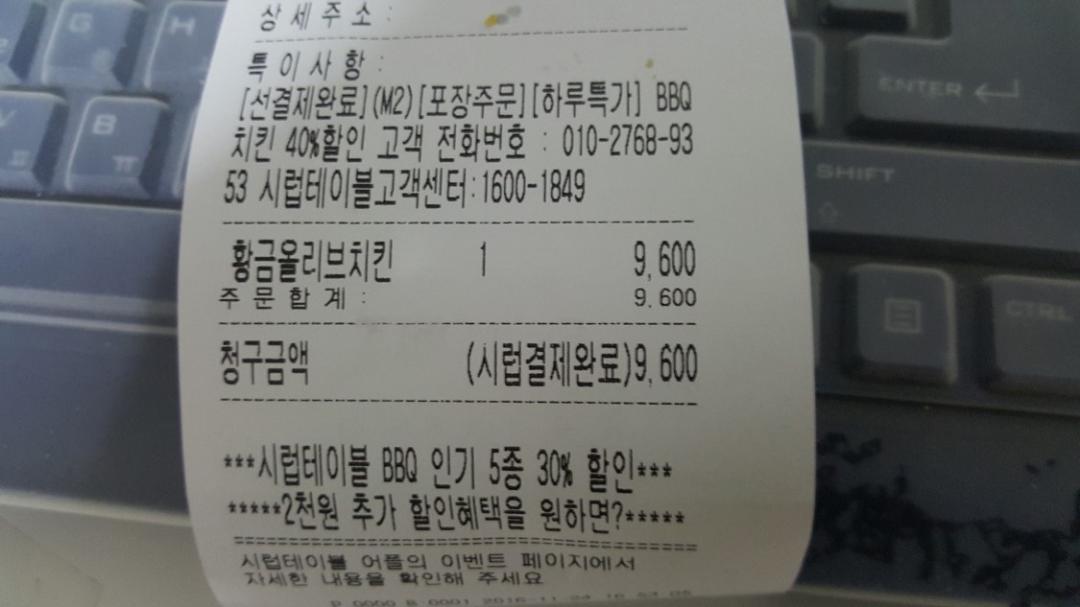 상세주소 :
특이사항 :
[선결제완료](M2)[포장주문][하루특가] BBQ
치킨 40%할인 고객 전화번호 : 010-2768-93
53 시럽테이블고객센터:1600-1849
황금올리브치킨 1 9,600
주문합계 : 9,600
청구금액 (시럽결제완료)9,600
***시럽테이블 BBQ 인기 5종 30% 할인***
*****2천원 추가 할인혜택을 원하면?*****
시럽테이블 어플의 이벤트 페이지에서
자세한 내용을 확인해 주세요
G
H
V
B
ㅍ
ㅠ
ENTER
SHIFT
CTRL